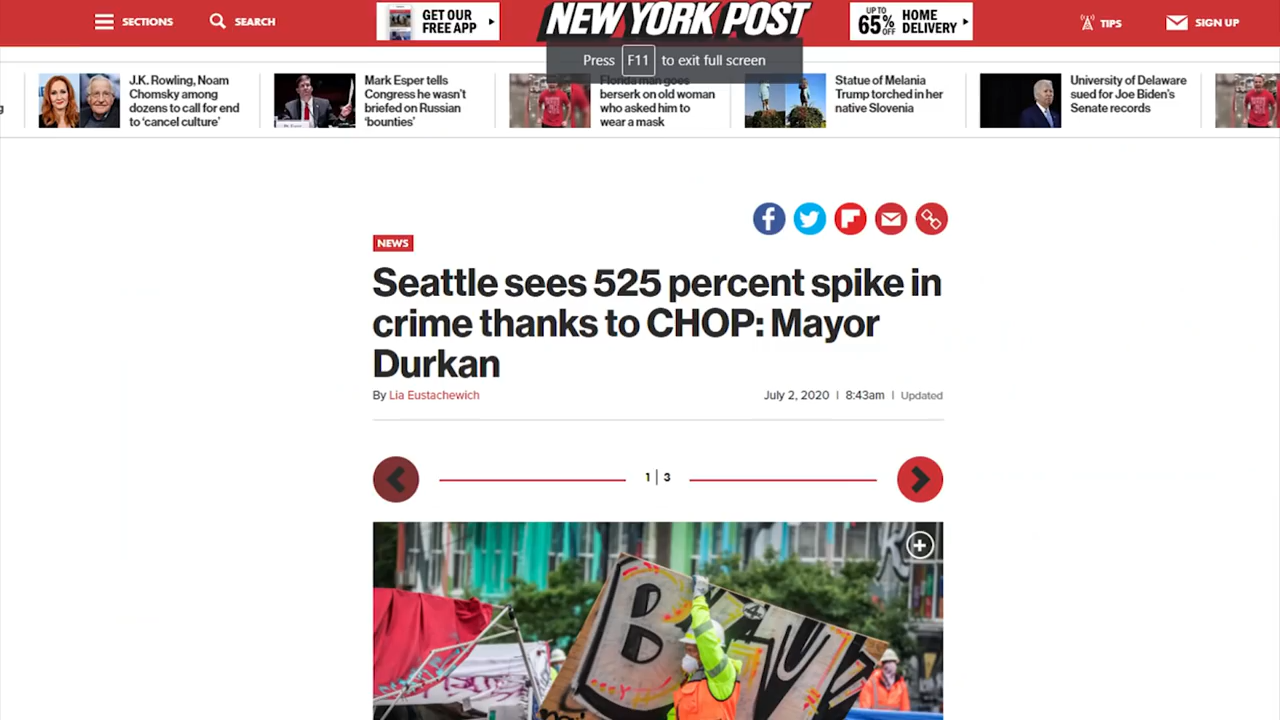 SECTIONS
SEARCH
GET OUR
FREE APP
NEW YORK POST
UP TO
65% OFF
HOME
DELIVERY
TIPS
SIGN UP
Press F11 to exit full screen
g
J.K. Rowling, Noam
Chomsky among
dozens to call for end
to ‘cancel culture’
Mark Esper tells
Congress he wasn’t
briefed on Russian
‘bounties’
Florida man goes
berserk on old woman
who asked him to
wear a mask
Statue of Melania
Trump torched in her
native Slovenia
University of Delaware
sued for Joe Biden’s
Senate records
NEWS
Seattle sees 525 percent spike in
crime thanks to CHOP: Mayor
Durkan
By Lia Eustachewich
July 2, 2020 | 8:43am | Updated
1 | 3